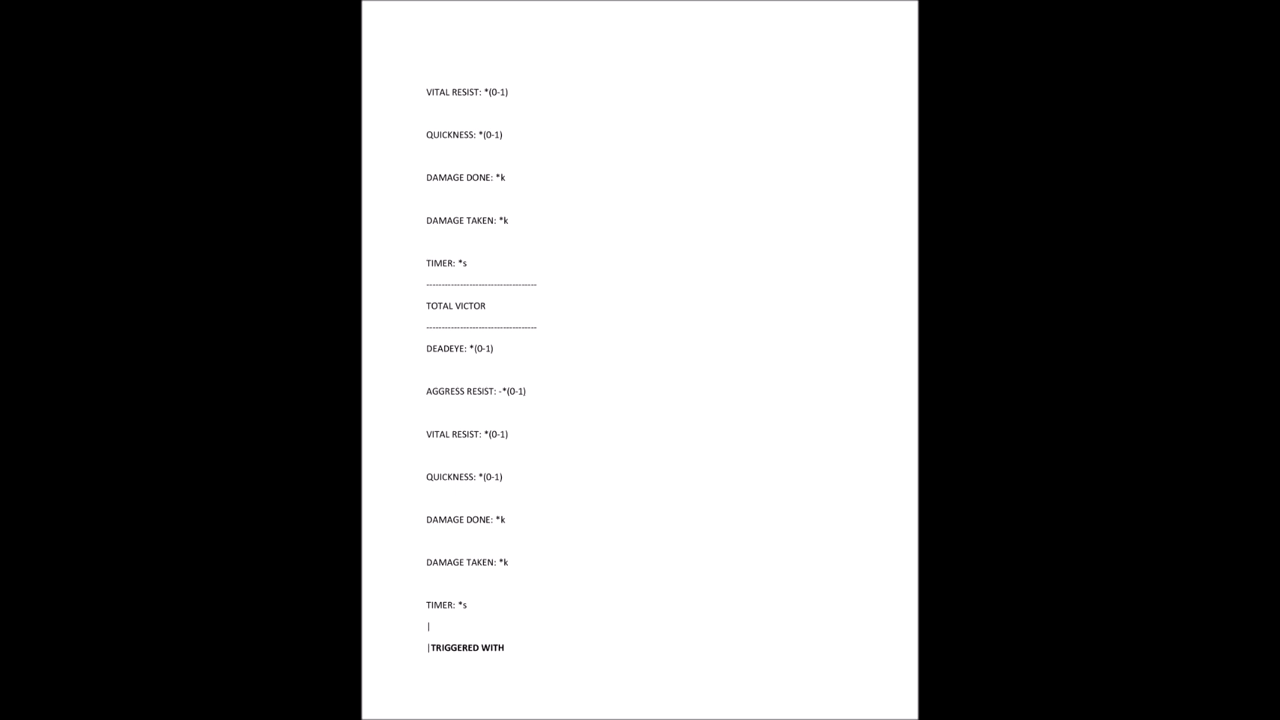 VITAL RESIST: *(0-1)
QUICKNESS: *(0-1)
DAMAGE DONE: *k
DAMAGE TAKEN: *k
TIMER: *s
------------------------------------
TOTAL VICTOR
------------------------------------
DEADEYE: *(0-1)
AGGRESS RESIST: -*(0-1)
VITAL RESIST: *(0-1)
QUICKNESS: *(0-1)
DAMAGE DONE: *k
DAMAGE TAKEN: *k
TIMER: *s
|
|TRIGGERED WITH